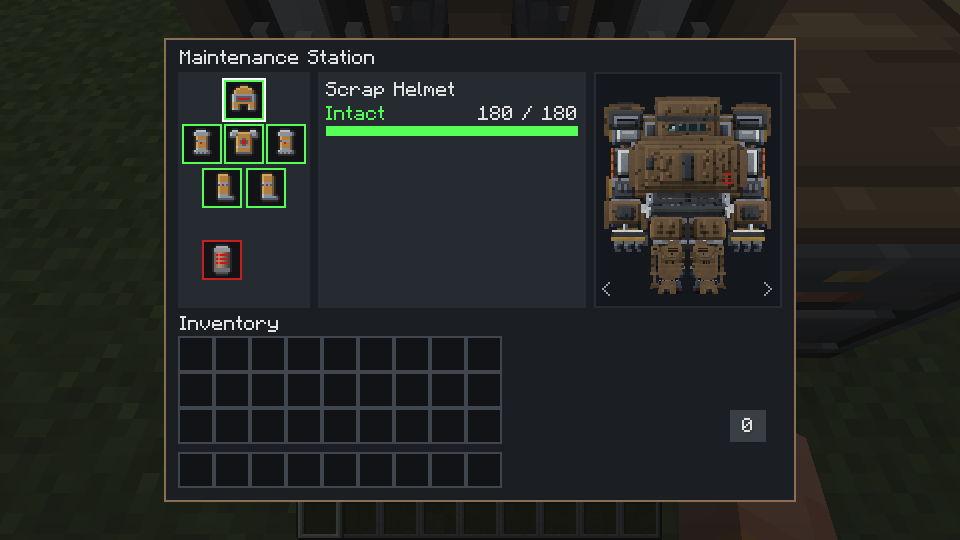 Maintenance Station
Scrap Helmet
Intact 180 / 180
Inventory
0